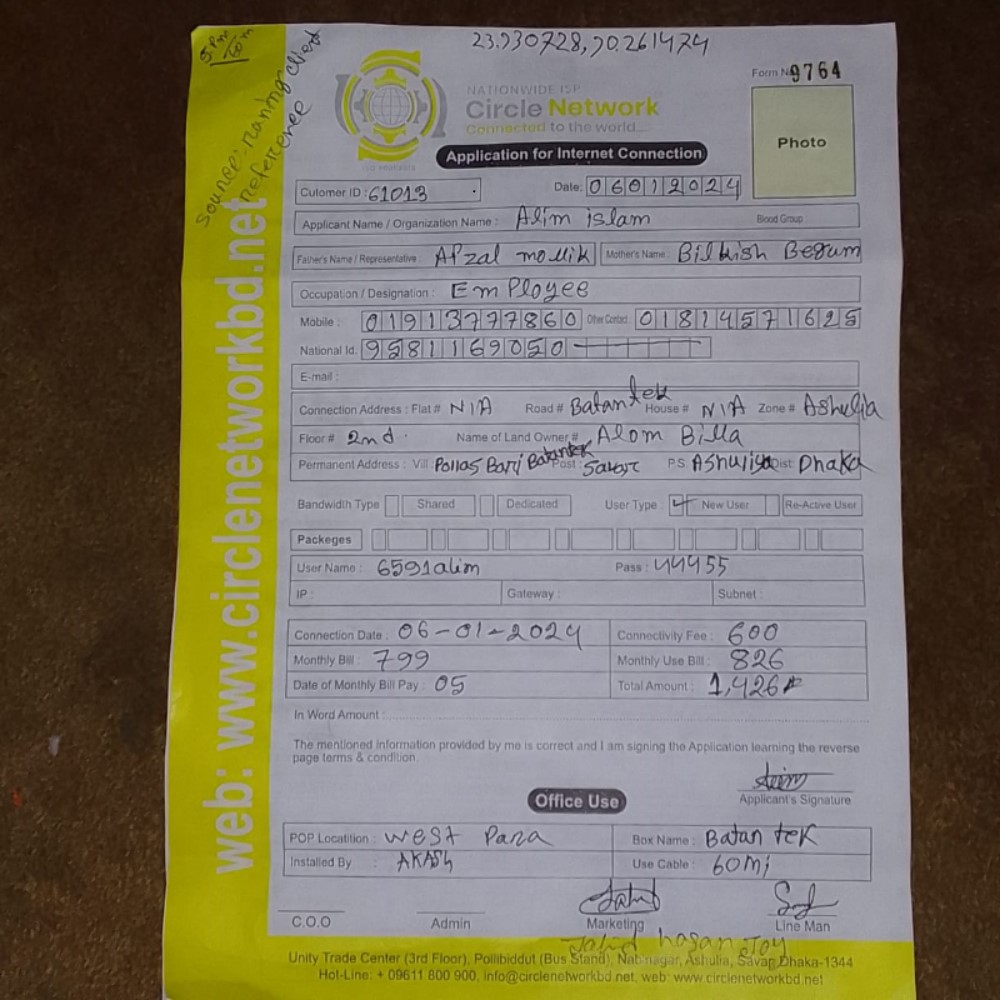 23.930728, 90.261474
5. Pm
60 m
Source: raning client
reference
Form No 9764
NATIONWIDE ISP
Circle Network
Connected to the world...
Photo
Application for Internet Connection
Cutomer ID : 61013
Date: 06012024
Applicant Name / Organization Name : Alim islam Blood Group
Father's Name / Representative : Afzal mollik Mother's Name : Bilkish Begum
Occupation / Designation : EmPloyee
Mobile : 01913777860 Other Contact 01814571625
National Id. 9581169050
E-mail :
Connection Address : Flat # N/A Road # Batantek House # N/A Zone # Ashulia
Floor # 2nd. Name of Land Owner # Alom Billa
Permanent Address : Vill : Pollas Bari Batantek Post : Savar P.S. Ashuliya Dist Dhaka
Bandwidth Type Shared Dedicated User Type : New User Re-Active User
Packeges
User Name : 6591alim Pass : 44455
IP : Gateway : Subnet :
Connection Date : 06-01-2024 Connectivity Fee : 600
Monthly Bill : 799 Monthly Use Bill : 826
Date of Monthly Bill Pay : 05 Total Amount : 1,426
In Word Amount :
The mentioned information provided by me is correct and I am signing the Application learning the reverse
page terms & condition.
Alim
Applicant's Signature
Office Use
POP Locatition : west Para Box Name : Batan tek
Installed By : AKASh Use Cable : 60mi
C.O.O Admin Marketing Line Man
Jahid hasan Joy
Unity Trade Center (3rd Floor), Pollibiddut (Bus Stand), Nabinagar, Ashulia, Savar, Dhaka-1344
Hot-Line: + 09611 800 900, info@circlenetworkbd.net, web: www.circlenetworkbd.net
web: www.circlenetworkbd.net